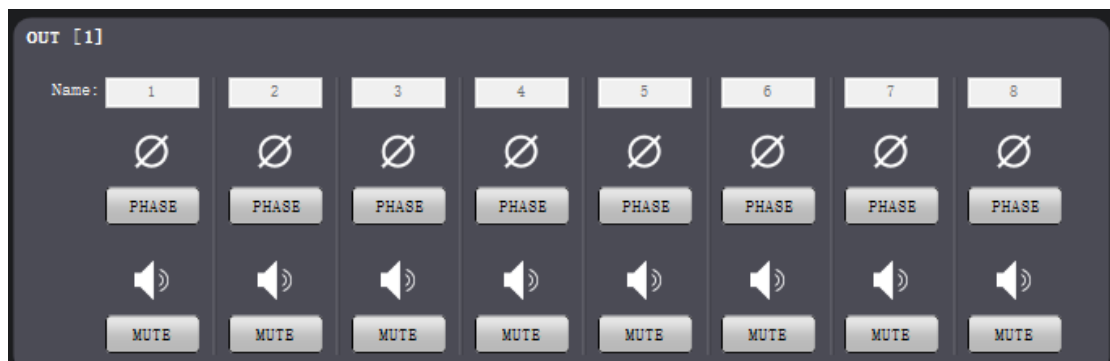 OUT [1]
Name: 1 2 3 4 5 6 7 8
PHASE PHASE PHASE PHASE PHASE PHASE PHASE PHASE
MUTE MUTE MUTE MUTE MUTE MUTE MUTE MUTE